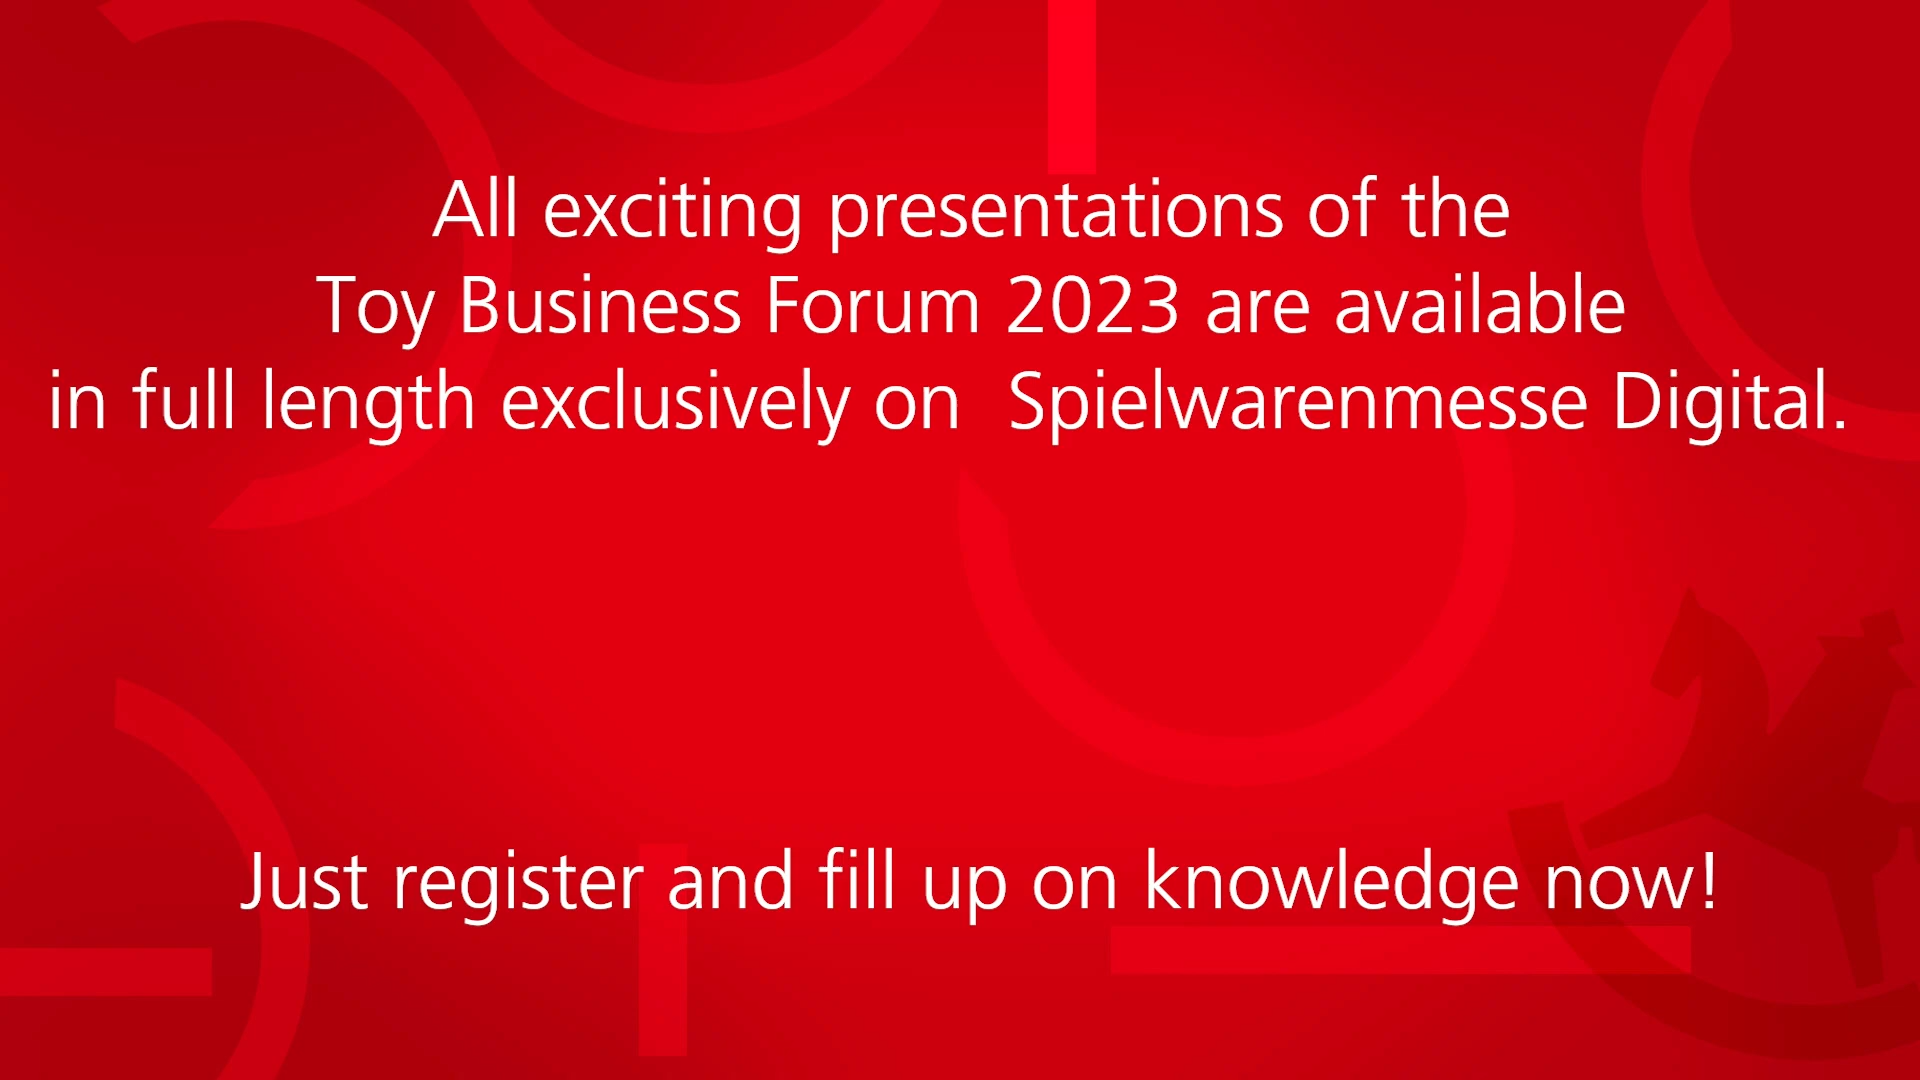 All exciting presentations of the
Toy Business Forum 2023 are available
in full length exclusively on  Spielwarenmesse Digital.
Just register and fill up on knowledge now!